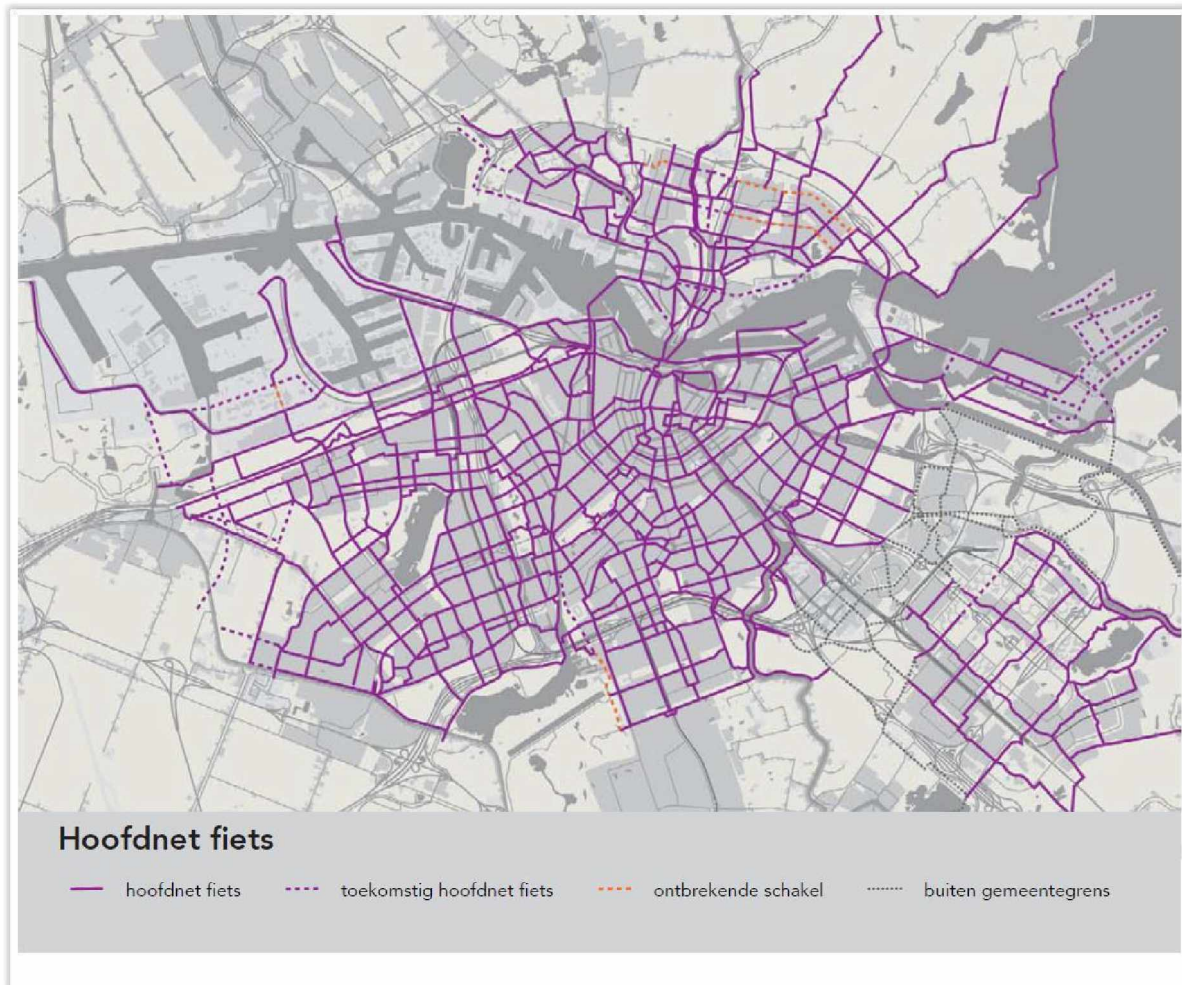 Hoofdnet fiets
hoofdnet fiets
toekomstig hoofdnet fiets
ontbrekende schakel
buiten gemeentegrens